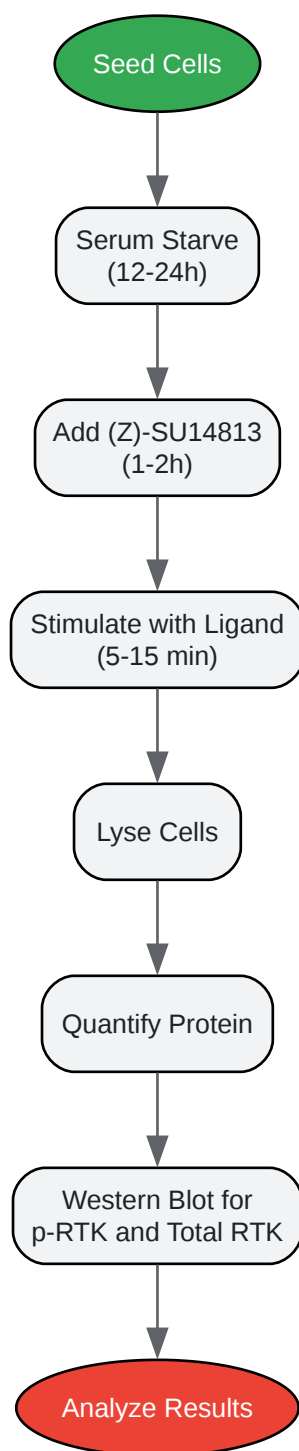 Seed Cells
Serum Starve
(12-24h)
Add (Z)-SU14813
(1-2h)
Stimulate with Ligand
(5-15 min)
Lyse Cells
Quantify Protein
Western Blot for
p-RTK and Total RTK
Analyze Results